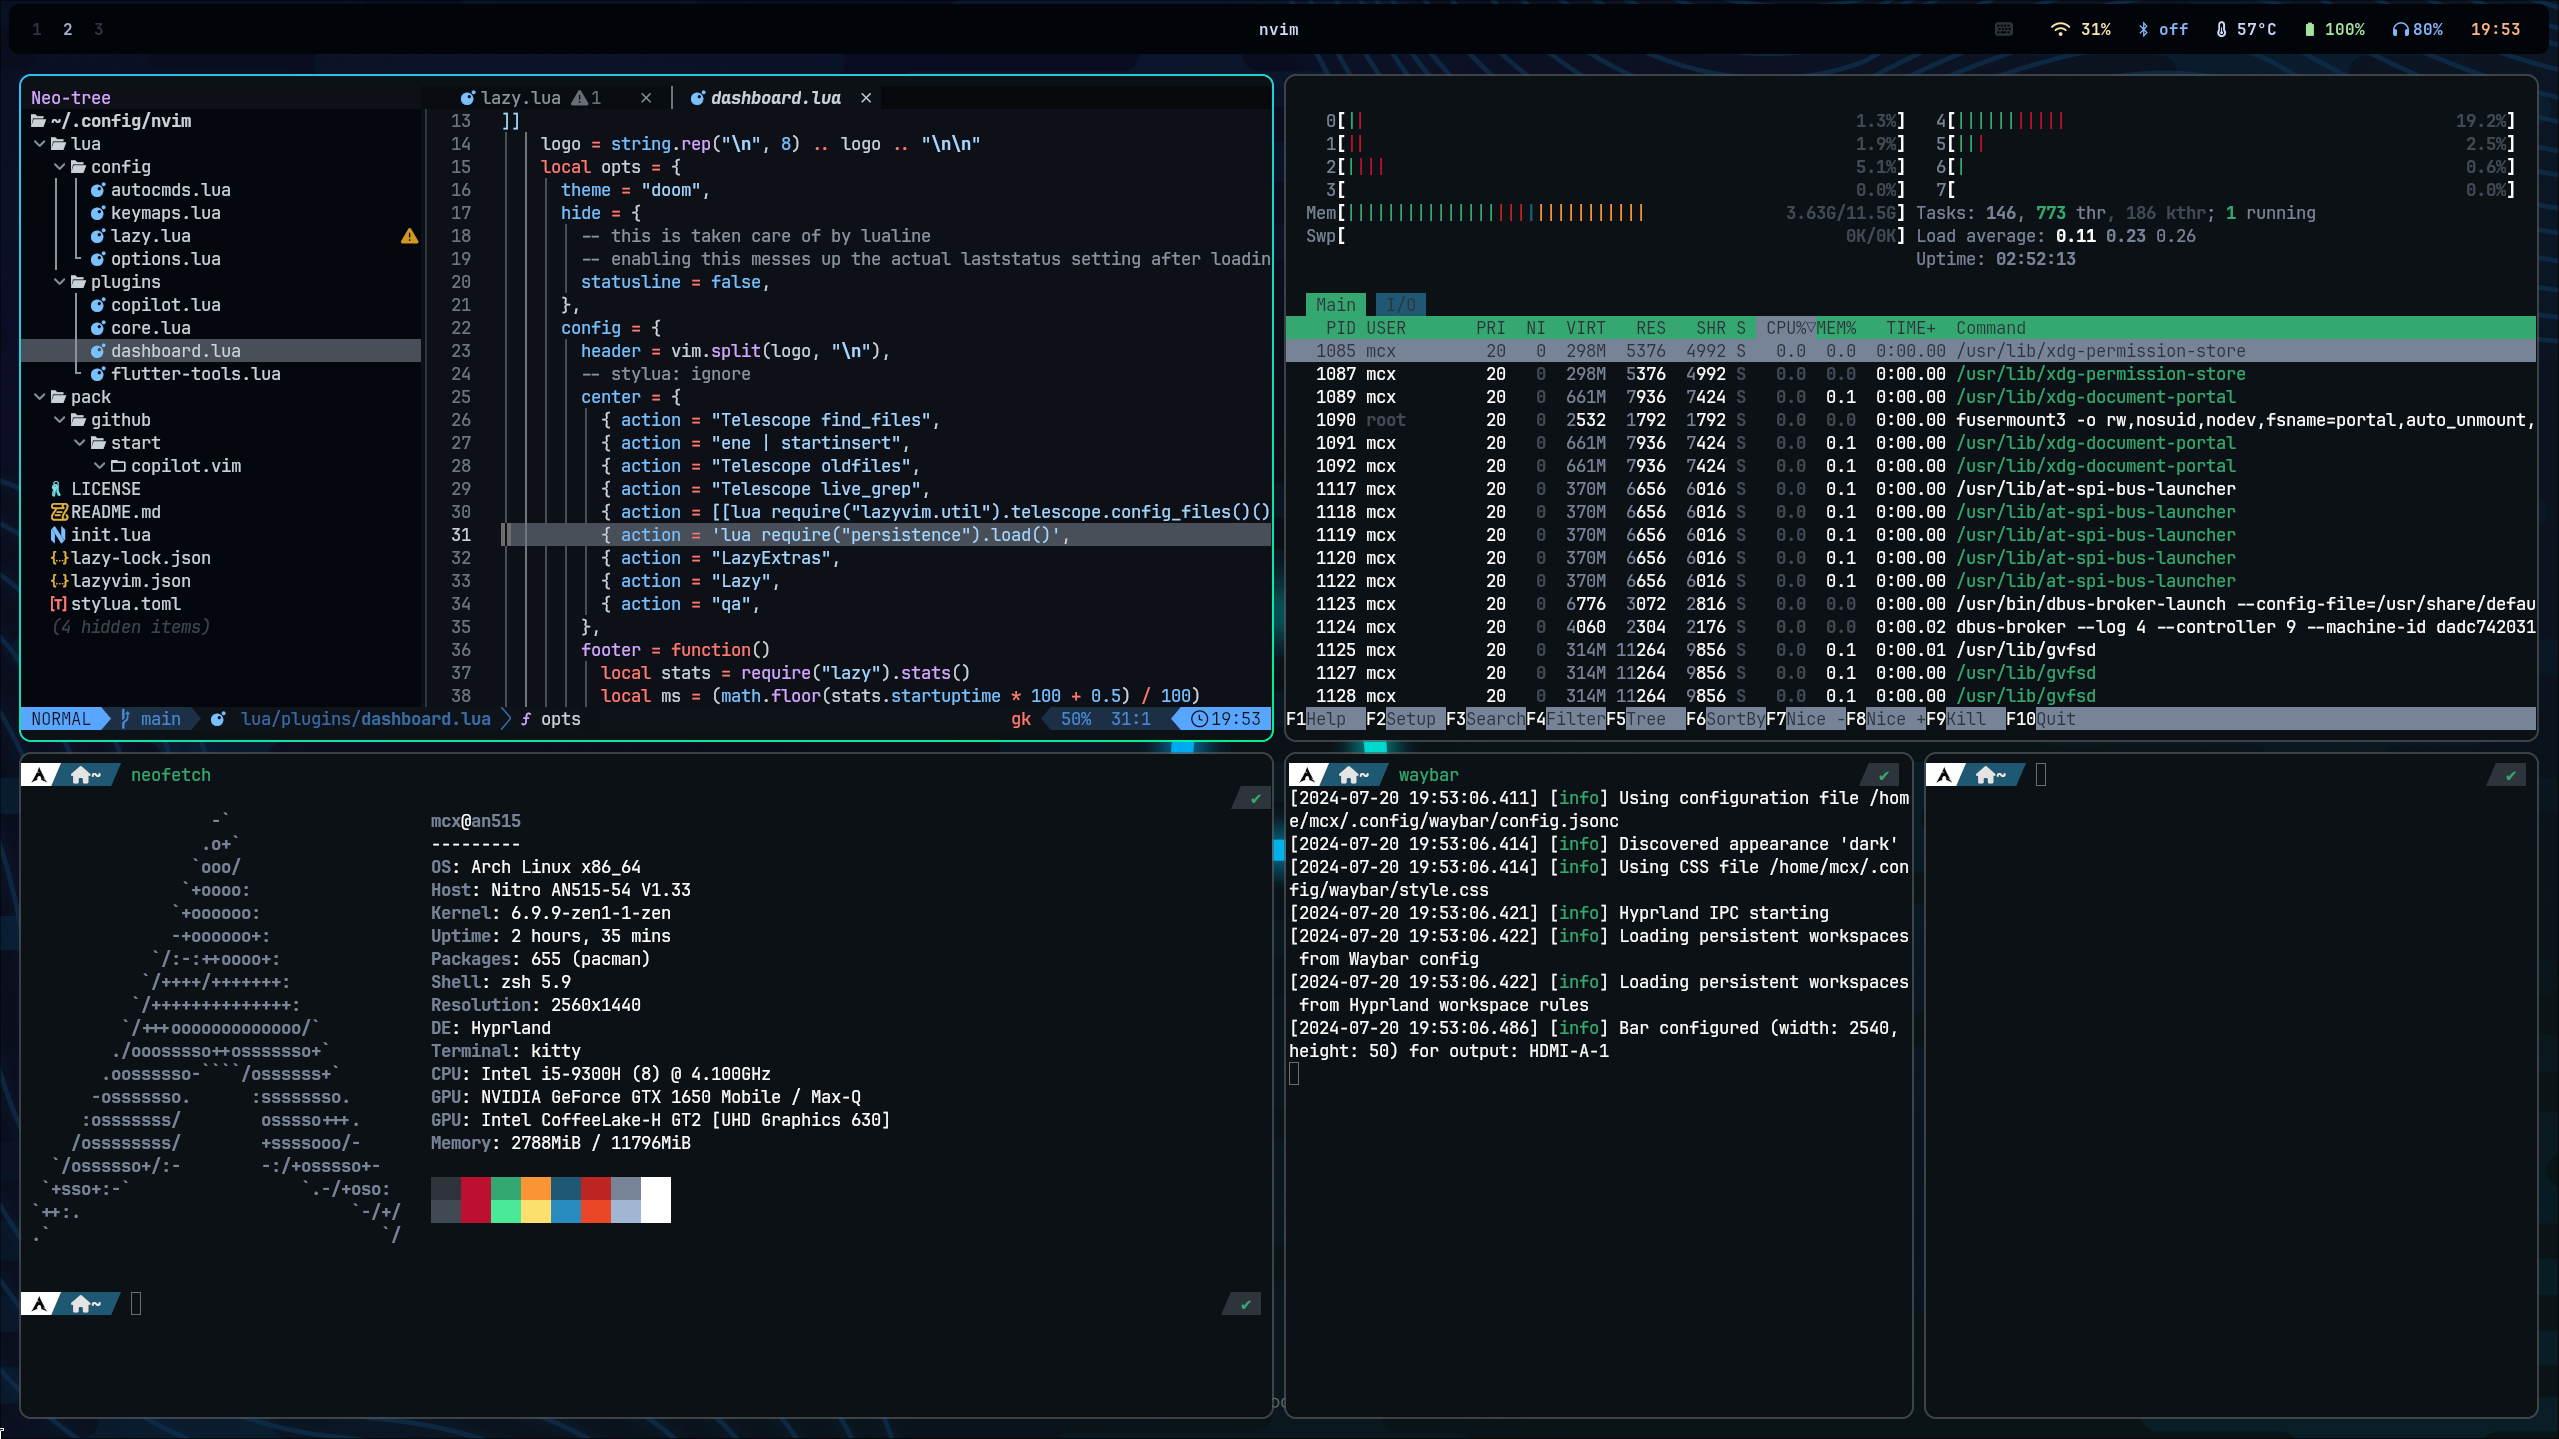 1 2 3
nvim
31% off 57°C 100% 80% 19:53
Neo-tree
~/.config/nvim
lua
config
autocmds.lua
keymaps.lua
lazy.lua
options.lua
plugins
copilot.lua
core.lua
dashboard.lua
flutter-tools.lua
pack
github
start
copilot.vim
LICENSE
README.md
init.lua
lazy-lock.json
lazyvim.json
stylua.toml
(4 hidden items)
lazy.lua 1 × dashboard.lua ×
13 ]]
14 logo = string.rep("\n", 8) .. logo .. "\n\n"
15 local opts = {
16 theme = "doom",
17 hide = {
18 -- this is taken care of by lualine
19 -- enabling this messes up the actual laststatus setting after loadin
20 statusline = false,
21 },
22 config = {
23 header = vim.split(logo, "\n"),
24 -- stylua: ignore
25 center = {
26 { action = "Telescope find_files",
27 { action = "ene | startinsert",
28 { action = "Telescope oldfiles",
29 { action = "Telescope live_grep",
30 { action = [[lua require("lazyvim.util").telescope.config_files()()
31 { action = 'lua require("persistence").load()',
32 { action = "LazyExtras",
33 { action = "Lazy",
34 { action = "qa",
35 },
36 footer = function()
37 local stats = require("lazy").stats()
38 local ms = (math.floor(stats.startuptime * 100 + 0.5) / 100)
NORMAL main lua/plugins/dashboard.lua ƒ opts gk 50% 31:1 19:53
0[|| 1.3%] 4[||||||||||| 19.2%]
1[|| 1.9%] 5[||| 2.5%]
2[|||| 5.1%] 6[| 0.6%]
3[ 0.0%] 7[ 0.0%]
Mem[|||||||||||||||||||||||||||||| 3.63G/11.5G] Tasks: 146, 773 thr, 186 kthr; 1 running
Swp[ 0K/0K] Load average: 0.11 0.23 0.26
Uptime: 02:52:13
Main I/O
PID USER PRI NI VIRT RES SHR S CPU%▽MEM% TIME+ Command
1085 mcx 20 0 298M 5376 4992 S 0.0 0.0 0:00.00 /usr/lib/xdg-permission-store
1087 mcx 20 0 298M 5376 4992 S 0.0 0.0 0:00.00 /usr/lib/xdg-permission-store
1089 mcx 20 0 661M 7936 7424 S 0.0 0.1 0:00.00 /usr/lib/xdg-document-portal
1090 root 20 0 2532 1792 1792 S 0.0 0.0 0:00.00 fusermount3 -o rw,nosuid,nodev,fsname=portal,auto_unmount,
1091 mcx 20 0 661M 7936 7424 S 0.0 0.1 0:00.00 /usr/lib/xdg-document-portal
1092 mcx 20 0 661M 7936 7424 S 0.0 0.1 0:00.00 /usr/lib/xdg-document-portal
1117 mcx 20 0 370M 6656 6016 S 0.0 0.1 0:00.00 /usr/lib/at-spi-bus-launcher
1118 mcx 20 0 370M 6656 6016 S 0.0 0.1 0:00.00 /usr/lib/at-spi-bus-launcher
1119 mcx 20 0 370M 6656 6016 S 0.0 0.1 0:00.00 /usr/lib/at-spi-bus-launcher
1120 mcx 20 0 370M 6656 6016 S 0.0 0.1 0:00.00 /usr/lib/at-spi-bus-launcher
1122 mcx 20 0 370M 6656 6016 S 0.0 0.1 0:00.00 /usr/lib/at-spi-bus-launcher
1123 mcx 20 0 6776 3072 2816 S 0.0 0.0 0:00.00 /usr/bin/dbus-broker-launch --config-file=/usr/share/defau
1124 mcx 20 0 4060 2304 2176 S 0.0 0.0 0:00.02 dbus-broker --log 4 --controller 9 --machine-id dadc742031
1125 mcx 20 0 314M 11264 9856 S 0.0 0.1 0:00.01 /usr/lib/gvfsd
1127 mcx 20 0 314M 11264 9856 S 0.0 0.1 0:00.00 /usr/lib/gvfsd
1128 mcx 20 0 314M 11264 9856 S 0.0 0.1 0:00.00 /usr/lib/gvfsd
F1Help F2Setup F3SearchF4FilterF5Tree F6SortByF7Nice -F8Nice +F9Kill F10Quit
~ neofetch
✔
-`
.o+`
`ooo/
`+oooo:
`+oooooo:
-+oooooo+:
`/:-:++oooo+:
`/++++/+++++++:
`/++++++++++++++:
`/+++ooooooooooooo/`
./ooosssso++osssssso+`
.oossssso-````/ossssss+`
-osssssso. :ssssssso.
:osssssss/ osssso+++.
/ossssssss/ +ssssooo/-
`/ossssso+/:- -:/+osssso+-
`+sso+:-` `.-/+oso:
`++:. `-/+/
.` `/
mcx@an515
---------
OS: Arch Linux x86_64
Host: Nitro AN515-54 V1.33
Kernel: 6.9.9-zen1-1-zen
Uptime: 2 hours, 35 mins
Packages: 655 (pacman)
Shell: zsh 5.9
Resolution: 2560x1440
DE: Hyprland
Terminal: kitty
CPU: Intel i5-9300H (8) @ 4.100GHz
GPU: NVIDIA GeForce GTX 1650 Mobile / Max-Q
GPU: Intel CoffeeLake-H GT2 [UHD Graphics 630]
Memory: 2788MiB / 11796MiB
~ ✔
~ waybar ✔
[2024-07-20 19:53:06.411] [info] Using configuration file /hom
e/mcx/.config/waybar/config.jsonc
[2024-07-20 19:53:06.414] [info] Discovered appearance 'dark'
[2024-07-20 19:53:06.414] [info] Using CSS file /home/mcx/.con
fig/waybar/style.css
[2024-07-20 19:53:06.421] [info] Hyprland IPC starting
[2024-07-20 19:53:06.422] [info] Loading persistent workspaces
from Waybar config
[2024-07-20 19:53:06.422] [info] Loading persistent workspaces
from Hyprland workspace rules
[2024-07-20 19:53:06.486] [info] Bar configured (width: 2540,
height: 50) for output: HDMI-A-1
~ ✔